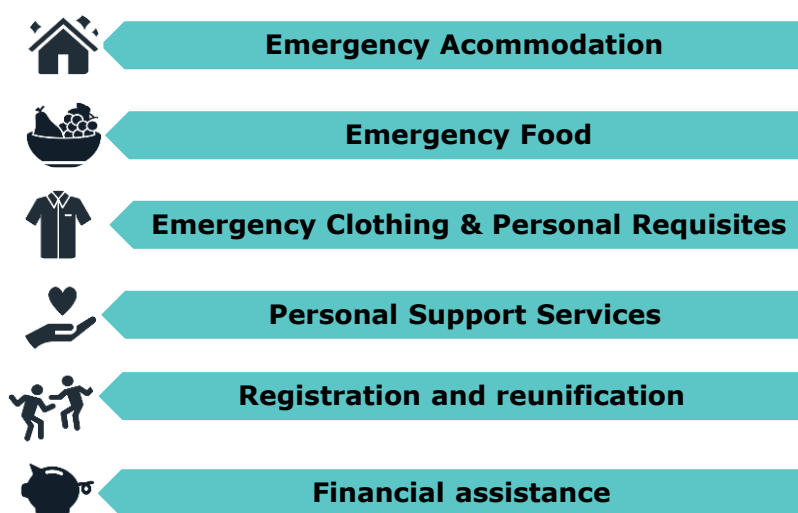 Emergency Acommodation
Emergency Food
Emergency Clothing & Personal Requisites
Personal Support Services
Registration and reunification
Financial assistance